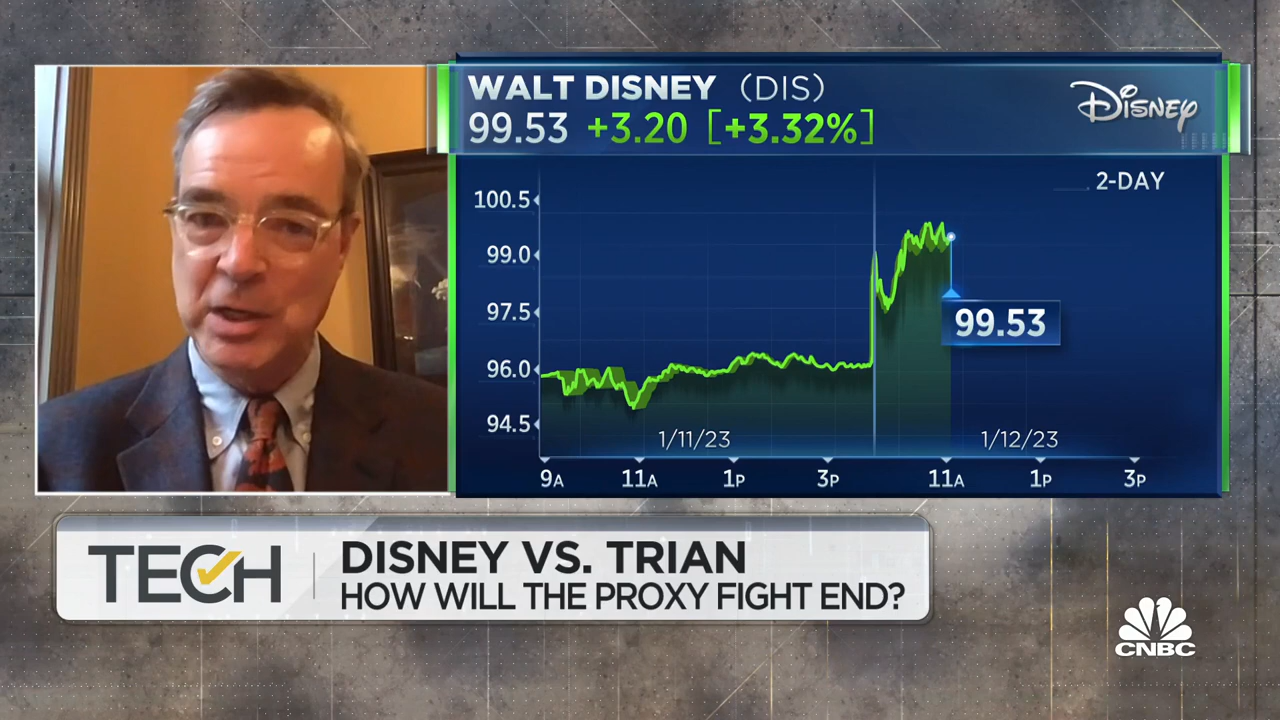 WALT DISNEY (DIS)
99.53 +3.20 [+3.32%]
Disney
2-DAY
100.5
99.0
97.5
96.0
94.5
99.53
1/11/23 1/12/23
9A 11A 1P 3P 11A 1P 3P
TECH
DISNEY VS. TRIAN
HOW WILL THE PROXY FIGHT END?
CNBC